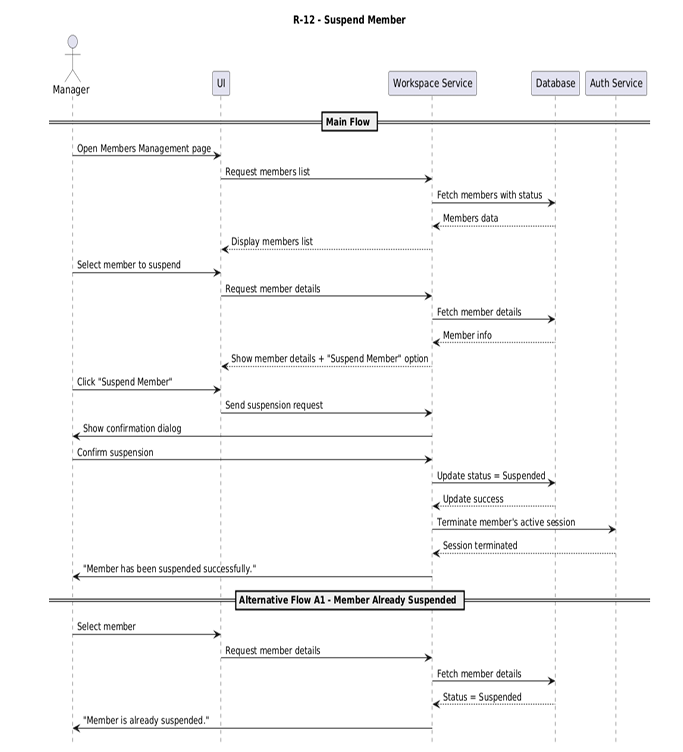 R-12 - Suspend Member
Manager
UI
Workspace Service
Database
Auth Service
Main Flow
Open Members Management page
Request members list
Fetch members with status
Members data
Display members list
Select member to suspend
Request member details
Fetch member details
Member info
Show member details + "Suspend Member" option
Click "Suspend Member"
Send suspension request
Show confirmation dialog
Confirm suspension
Update status = Suspended
Update success
Terminate member's active session
Session terminated
"Member has been suspended successfully."
Alternative Flow A1 - Member Already Suspended
Select member
Request member details
Fetch member details
Status = Suspended
"Member is already suspended."